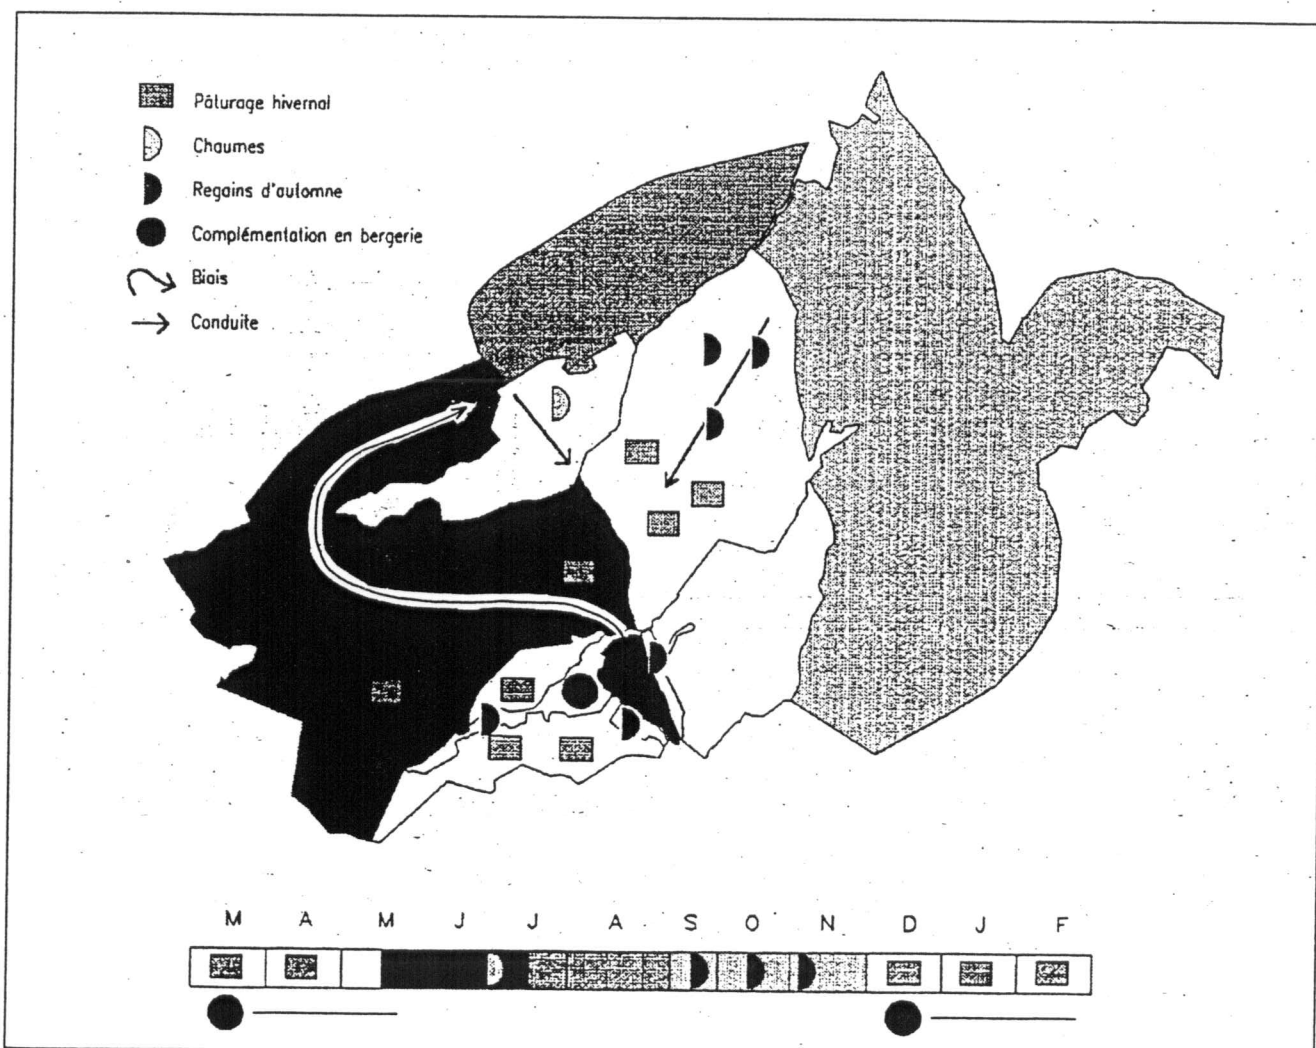 Pâturage hivernal
Chaumes
Regains d'automne
Complémentation en bergerie
Biais
Conduite
M A M J J A S O N D J F